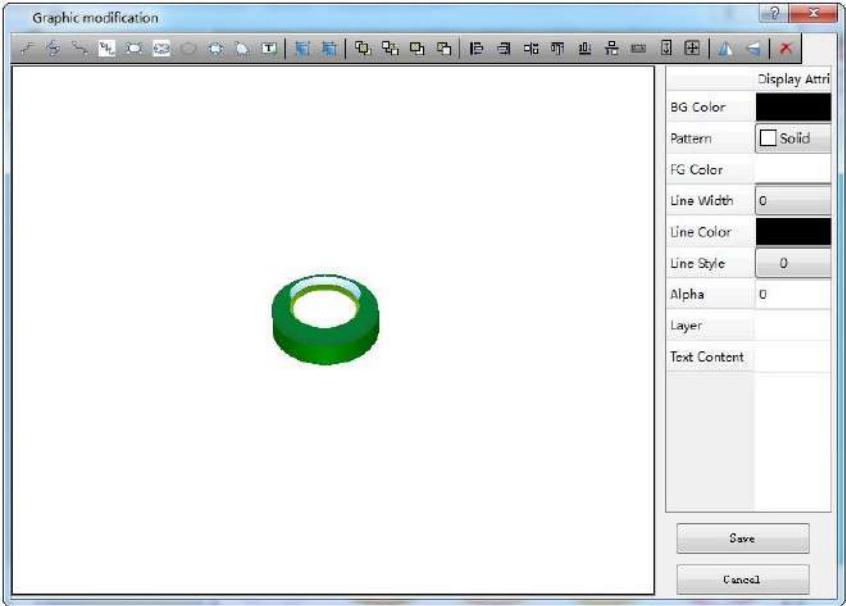 Graphic modification
Display Attri
BG Color
Pattern Solid
FG Color
Line Width 0
Line Color
Line Style 0
Alpha 0
Layer
Text Content
Save
Cancel